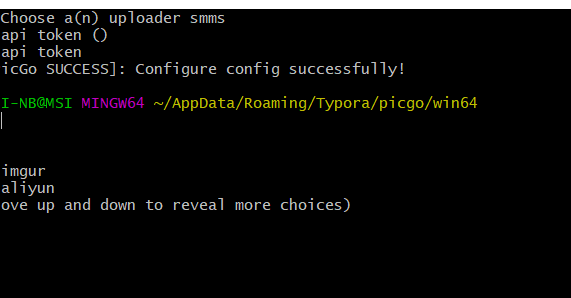 Choose a(n) uploader smms
api token ()
api token
icGo SUCCESS]: Configure config successfully!
I-NB@MSI MINGW64 ~/AppData/Roaming/Typora/picgo/win64
imgur
aliyun
ove up and down to reveal more choices)